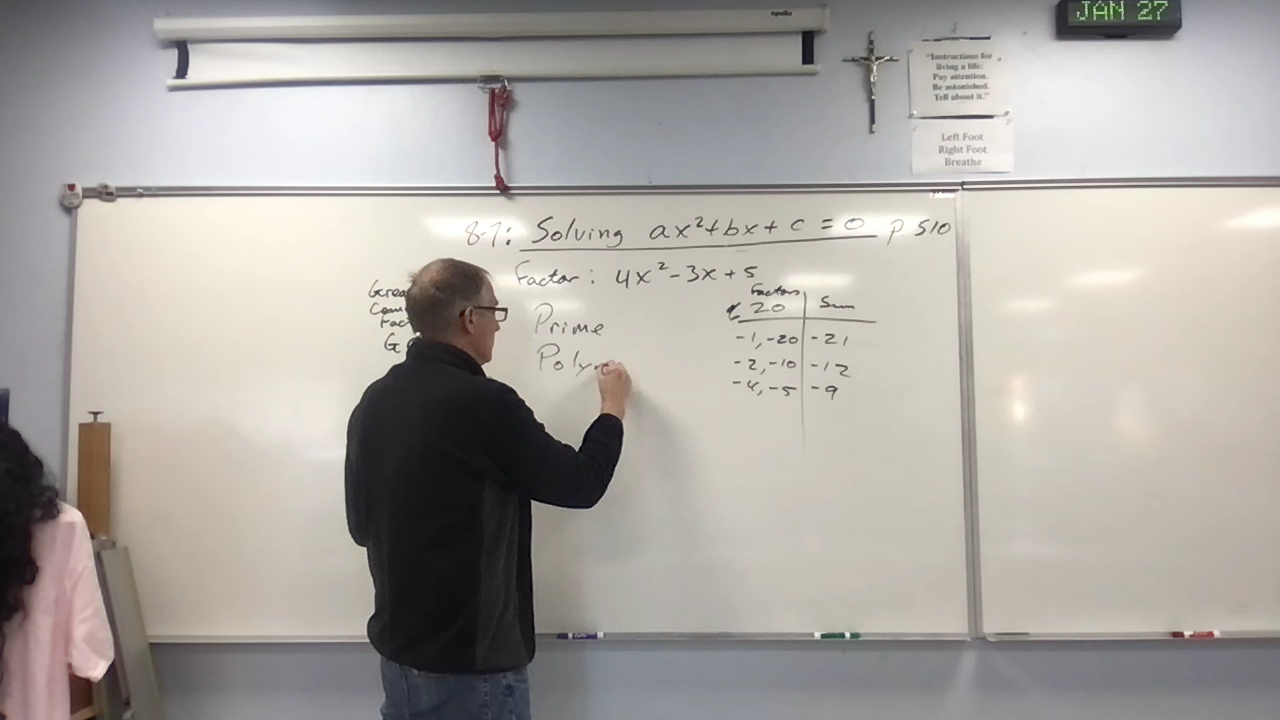 apollo
JAN 27
"Instructions for
living a life:
Pay attention.
Be astonished.
Tell about it."
Left Foot
Right Foot
Breathe
8-7: Solving ax²+bx+c=0 p. 510
Factor: 4x²-3x+5
Prime
Factors
20 Sum
-1,-20 -21
-2,-10 -12
-4,-5 -9